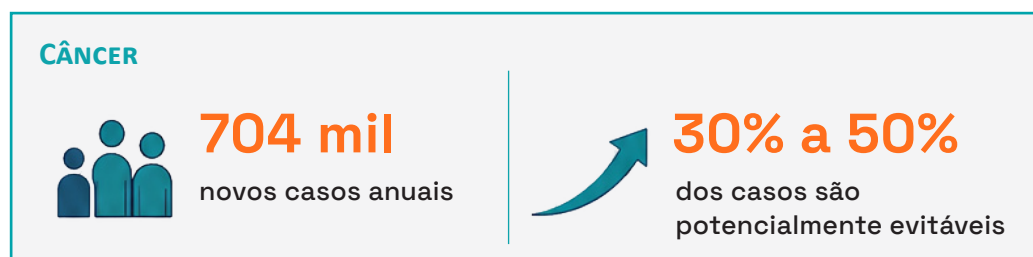 CÂNCER
704 mil
novos casos anuais
30% a 50%
dos casos são
potencialmente evitáveis